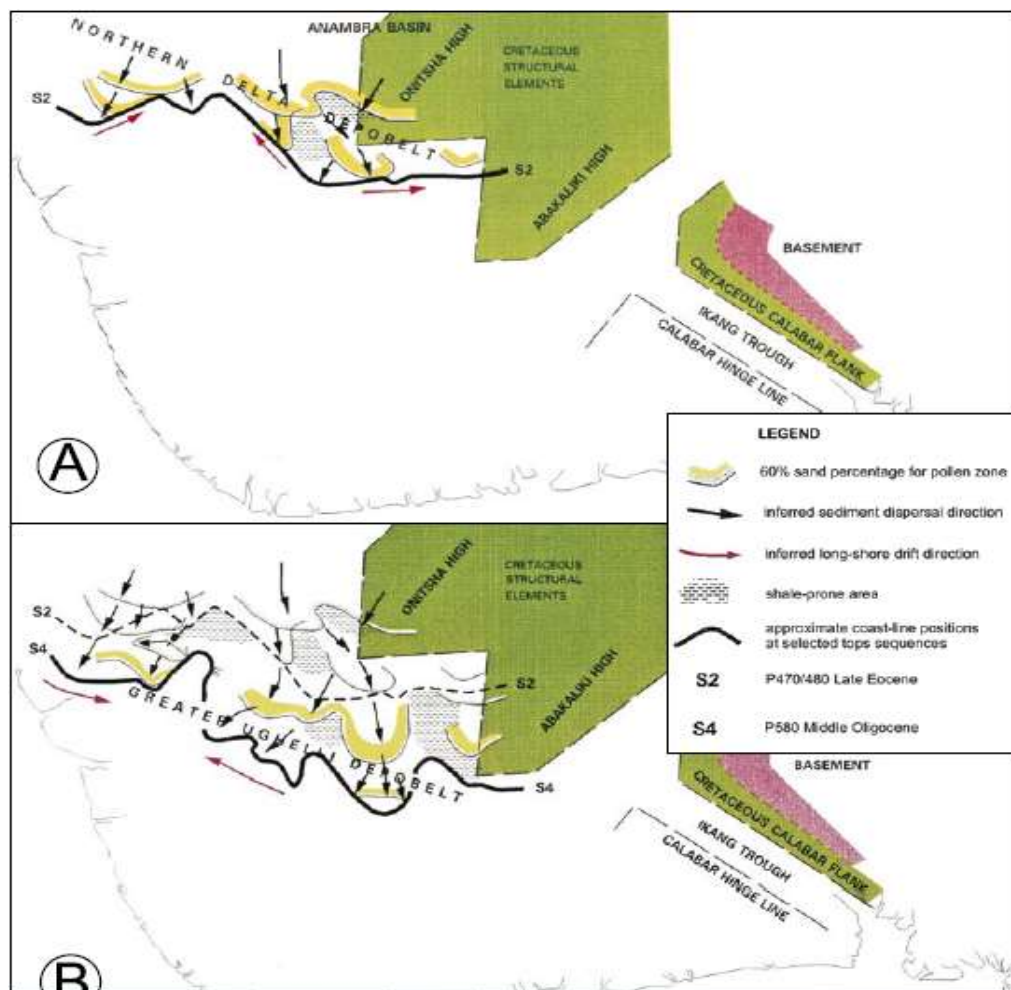 ANAMBRA BASIN
NORTHERN
DELTA
DEPOBELT
ONITSHA HIGH
CRETACEOUS
STRUCTURAL
ELEMENTS
S2
S2
ABAKALIKI HIGH
BASEMENT
CRETACEOUS CALABAR FLANK
IKANG TROUGH
CALABAR HINGE LINE
A
LEGEND
60% sand percentage for pollen zone
inferred sediment dispersal direction
inferred long-shore drift direction
shale-prone area
approximate coast-line positions
at selected tops sequences
S2 P470/480 Late Eocene
S4 P580 Middle Oligocene
ONITSHA HIGH
CRETACEOUS
STRUCTURAL
ELEMENTS
S2
S4
S2
ABAKALIKI HIGH
GREATER UGHELLI DEPOBELT
S4
BASEMENT
CRETACEOUS CALABAR FLANK
IKANG TROUGH
CALABAR HINGE LINE
B